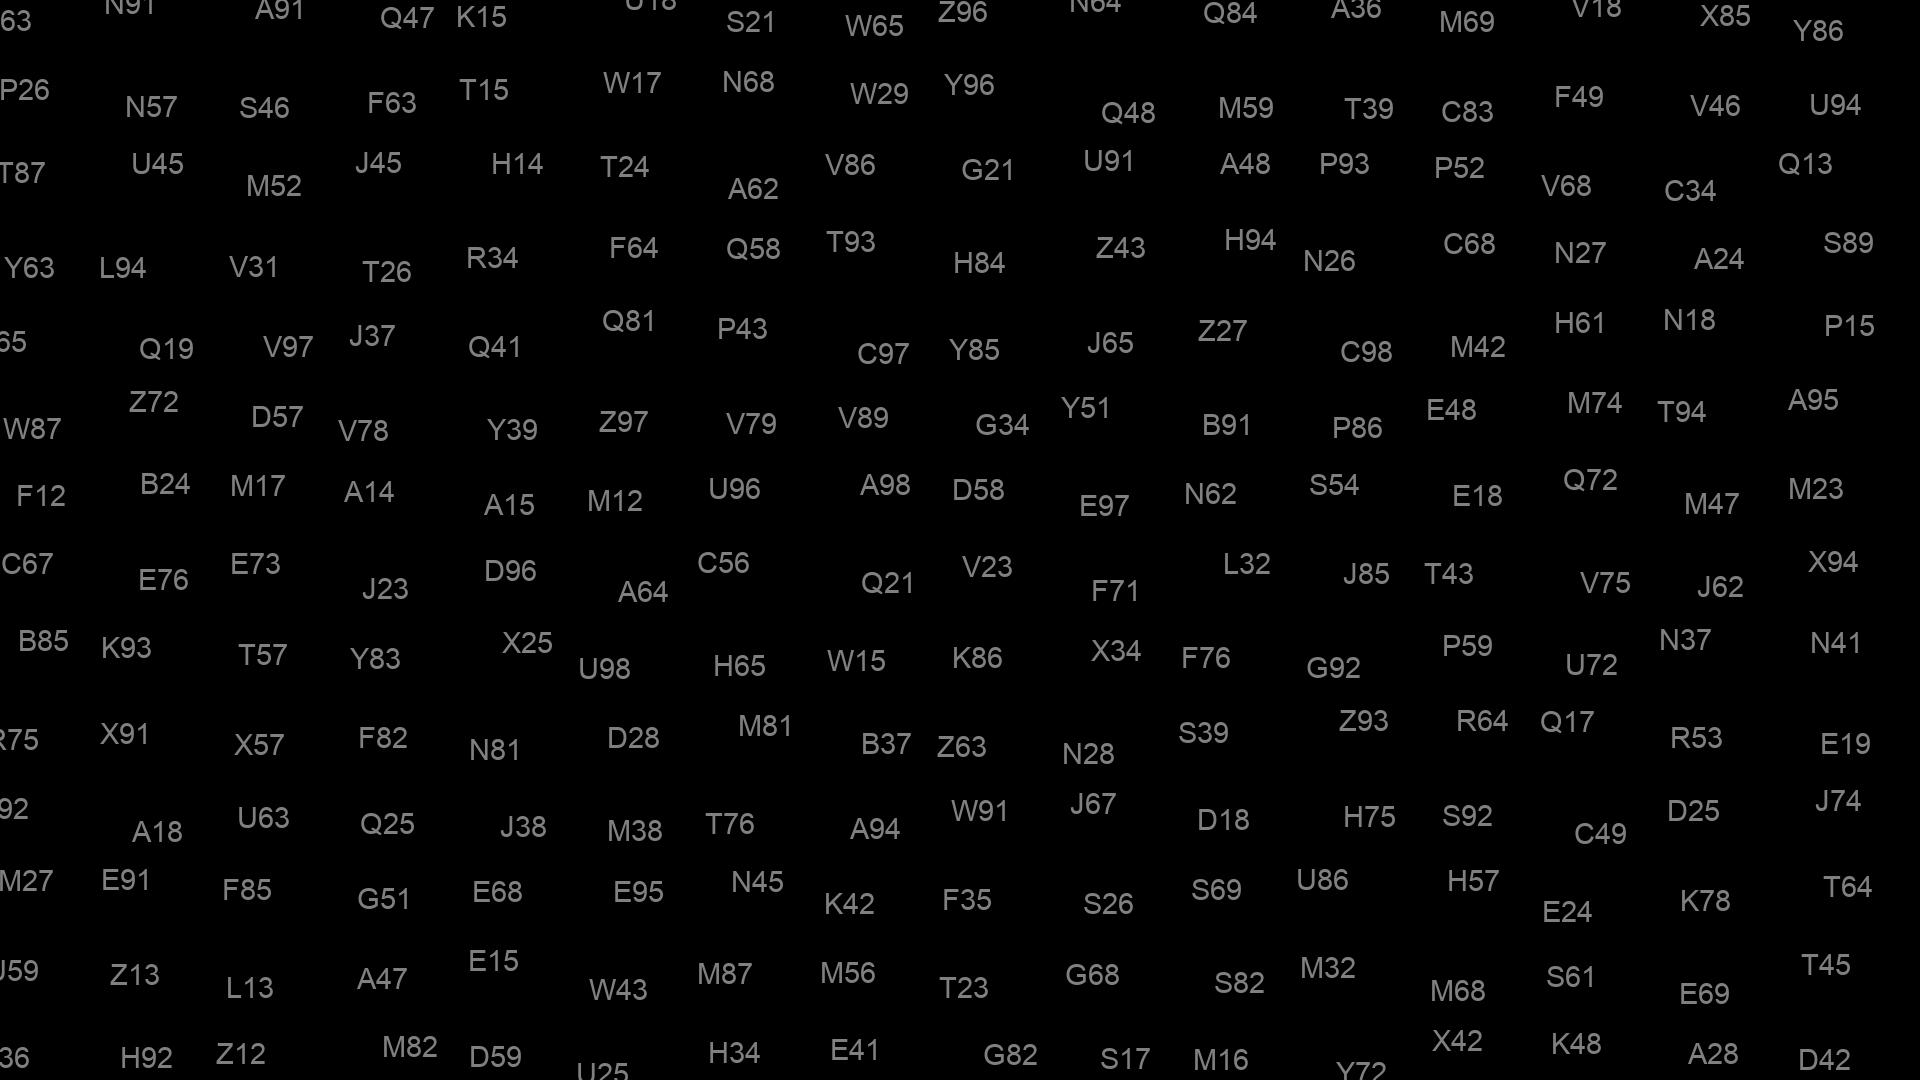 63 N91 A91 Q47 K15 U18 S21 W65 Z96 N64 Q84 A36 M69 V18 X85 Y86
P26 N57 S46 F63 T15 W17 N68 W29 Y96 Q48 M59 T39 C83 F49 V46 U94
T87 U45 M52 J45 H14 T24 A62 V86 G21 U91 A48 P93 P52 V68 C34 Q13
Y63 L94 V31 T26 R34 F64 Q58 T93 H84 Z43 H94 N26 C68 N27 A24 S89
65 Q19 V97 J37 Q41 Q81 P43 C97 Y85 J65 Z27 C98 M42 H61 N18 P15
W87 Z72 D57 V78 Y39 Z97 V79 V89 G34 Y51 B91 P86 E48 M74 T94 A95
F12 B24 M17 A14 A15 M12 U96 A98 D58 E97 N62 S54 E18 Q72 M47 M23
C67 E76 E73 J23 D96 A64 C56 Q21 V23 F71 L32 J85 T43 V75 J62 X94
B85 K93 T57 Y83 X25 U98 H65 W15 K86 X34 F76 G92 P59 U72 N37 N41
R75 X91 X57 F82 N81 D28 M81 B37 Z63 N28 S39 Z93 R64 Q17 R53 E19
92 A18 U63 Q25 J38 M38 T76 A94 W91 J67 D18 H75 S92 C49 D25 J74
M27 E91 F85 G51 E68 E95 N45 K42 F35 S26 S69 U86 H57 E24 K78 T64
59 Z13 L13 A47 E15 W43 M87 M56 T23 G68 S82 M32 M68 S61 E69 T45
36 H92 Z12 M82 D59 U25 H34 E41 G82 S17 M16 Y72 X42 K48 A28 D42